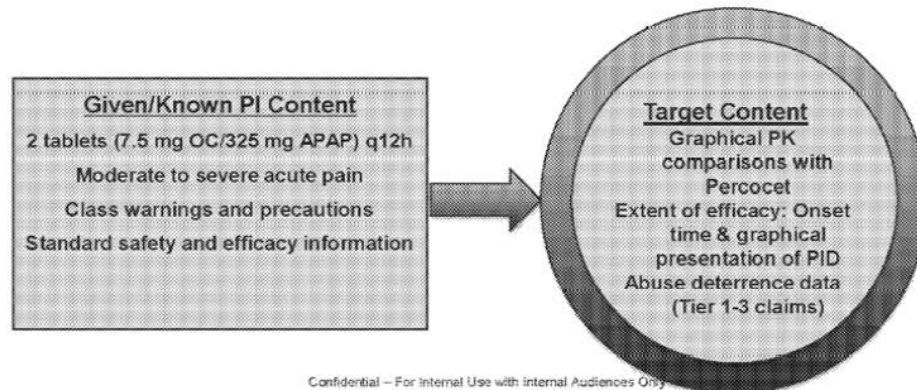 Given/Known PI Content
2 tablets (7.5 mg OC/325 mg APAP) q12h
Moderate to severe acute pain
Class warnings and precautions
Standard safety and efficacy information
Target Content
Graphical PK
comparisons with
Percocet
Extent of efficacy: Onset
time & graphical
presentation of PID
Abuse deterrence data
(Tier 1-3 claims)
Confidential – For Internal Use with Internal Audiences Only